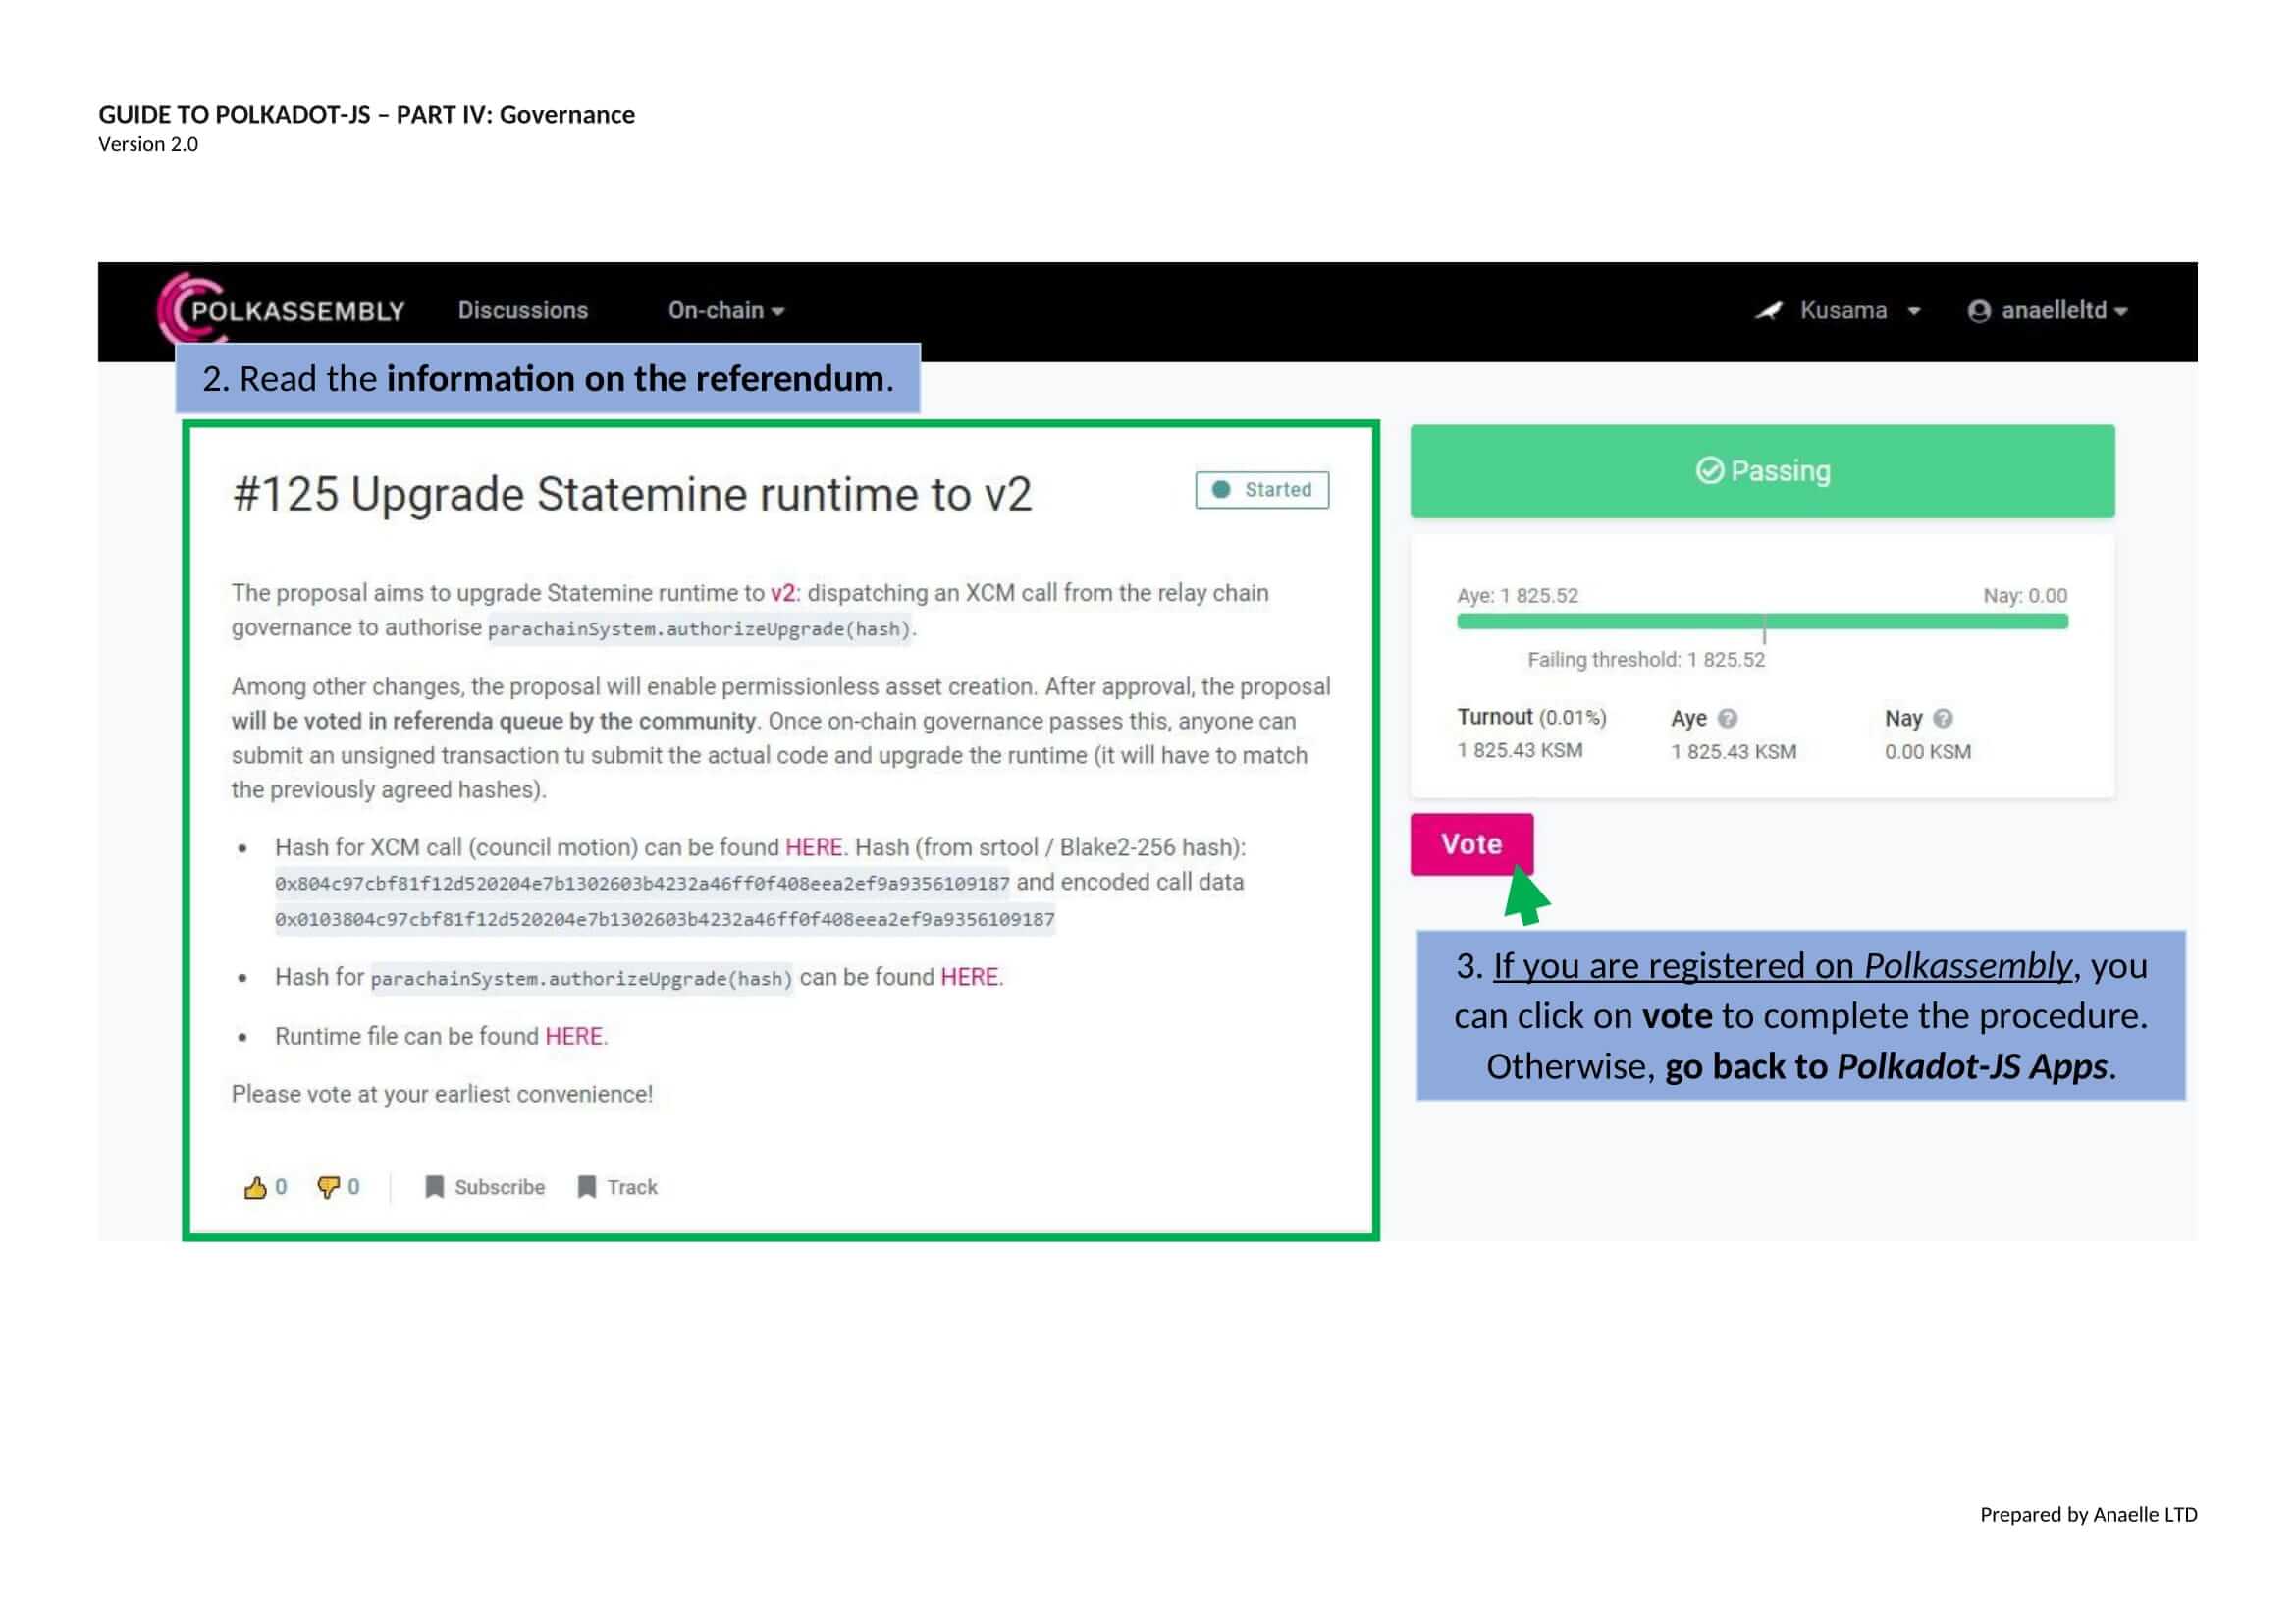 GUIDE TO POLKADOT-JS – PART IV: Governance
Version 2.0
POLKASSEMBLY Discussions On-chain Kusama anaelleltd
2. Read the information on the referendum.
#125 Upgrade Statemine runtime to v2 Started
The proposal aims to upgrade Statemine runtime to v2: dispatching an XCM call from the relay chain
governance to authorise parachainSystem.authorizeUpgrade(hash).
Among other changes, the proposal will enable permissionless asset creation. After approval, the proposal
will be voted in referenda queue by the community. Once on-chain governance passes this, anyone can
submit an unsigned transaction tu submit the actual code and upgrade the runtime (it will have to match
the previously agreed hashes).
• Hash for XCM call (council motion) can be found HERE. Hash (from srtool / Blake2-256 hash):
0x804c97cbf81f12d520204e7b1302603b4232a46ff0f408eea2ef9a9356109187 and encoded call data
0x0103804c97cbf81f12d520204e7b1302603b4232a46ff0f408eea2ef9a9356109187
• Hash for parachainSystem.authorizeUpgrade(hash) can be found HERE.
• Runtime file can be found HERE.
Please vote at your earliest convenience!
0 0 Subscribe Track
Passing
Aye: 1 825.52 Nay: 0.00
Failing threshold: 1 825.52
Turnout (0.01%) Aye Nay
1 825.43 KSM 1 825.43 KSM 0.00 KSM
Vote
3. If you are registered on Polkassembly, you
can click on vote to complete the procedure.
Otherwise, go back to Polkadot-JS Apps.
Prepared by Anaelle LTD